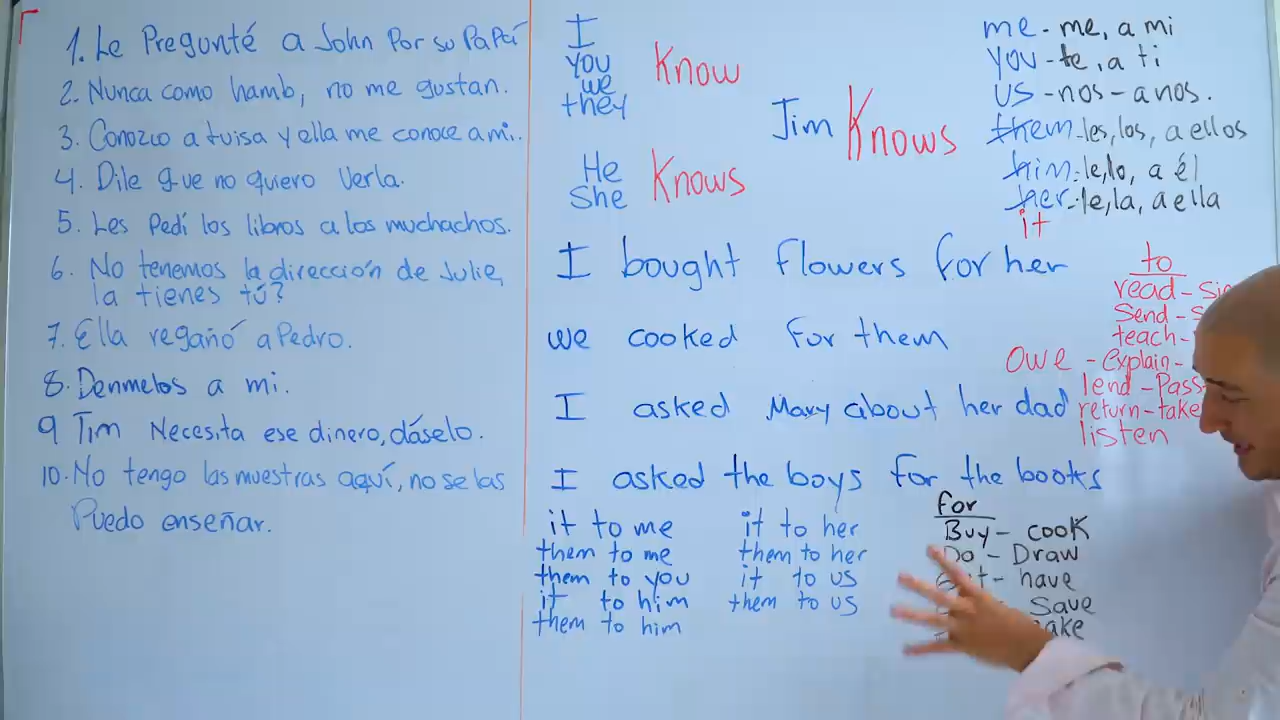 1. Le Pregunté a John Por su PaPá
2. Nunca como hamb, no me gustan.
3. Conozco a Luisa y ella me conoce a mi.
4. Dile que no quiero Verla.
5. Les Pedí los libros a los muchachos.
6. No tenemos la dirección de Julie,
la tienes tú?
7. Ella regañó a Pedro.
8. Denmelos a mi.
9 Tim Necesita ese dinero, dáselo.
10. No tengo las muestras aquí, no se las
Puedo enseñar.
I
you
we
they
Know
He
She
Knows
Jim Knows
me - me, a mi
you - te, a ti
us - nos - a nos.
them - les, los, a ellos
him - le, lo, a él
her - le, la, a ella
it
I bought flowers for her
we cooked for them
I asked Mary about her dad
I asked the boys for the books
to
read -
Send -
teach -
owe - explain -
lend - Pass
return - take
listen
it to me
them to me
them to you
it to him
them to him
it to her
them to her
it to us
them to us
for
Buy - cook
Do - Draw
have
Save